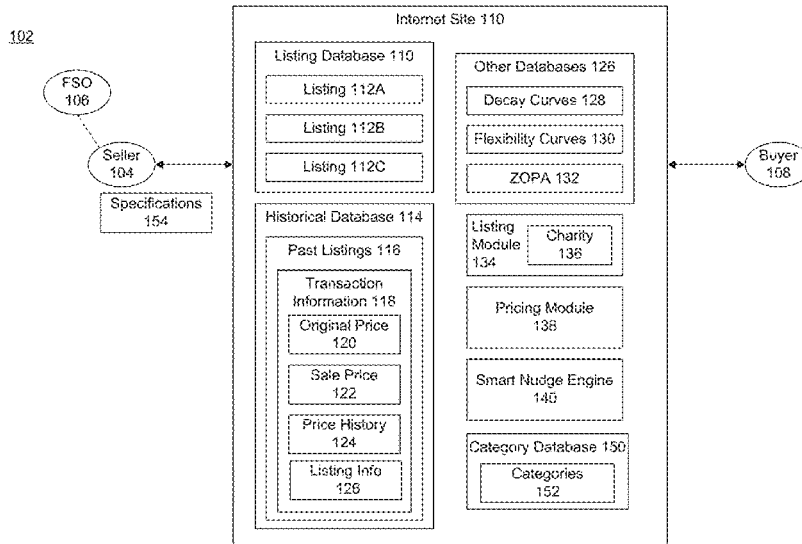 102
Internet Site 110
FSO
106
Seller
104
Specifications
154
Listing Database 110
Listing 112A
Listing 112B
Listing 112C
Historical Database 114
Past Listings 116
Transaction
Information 118
Original Price
120
Sale Price
122
Price History
124
Listing Info
126
Other Databases 126
Decay Curves 128
Flexibility Curves 130
ZOPA 132
Listing
Module
134
Charity
136
Pricing Module
138
Smart Nudge Engine
140
Category Database 150
Categories
152
Buyer
108